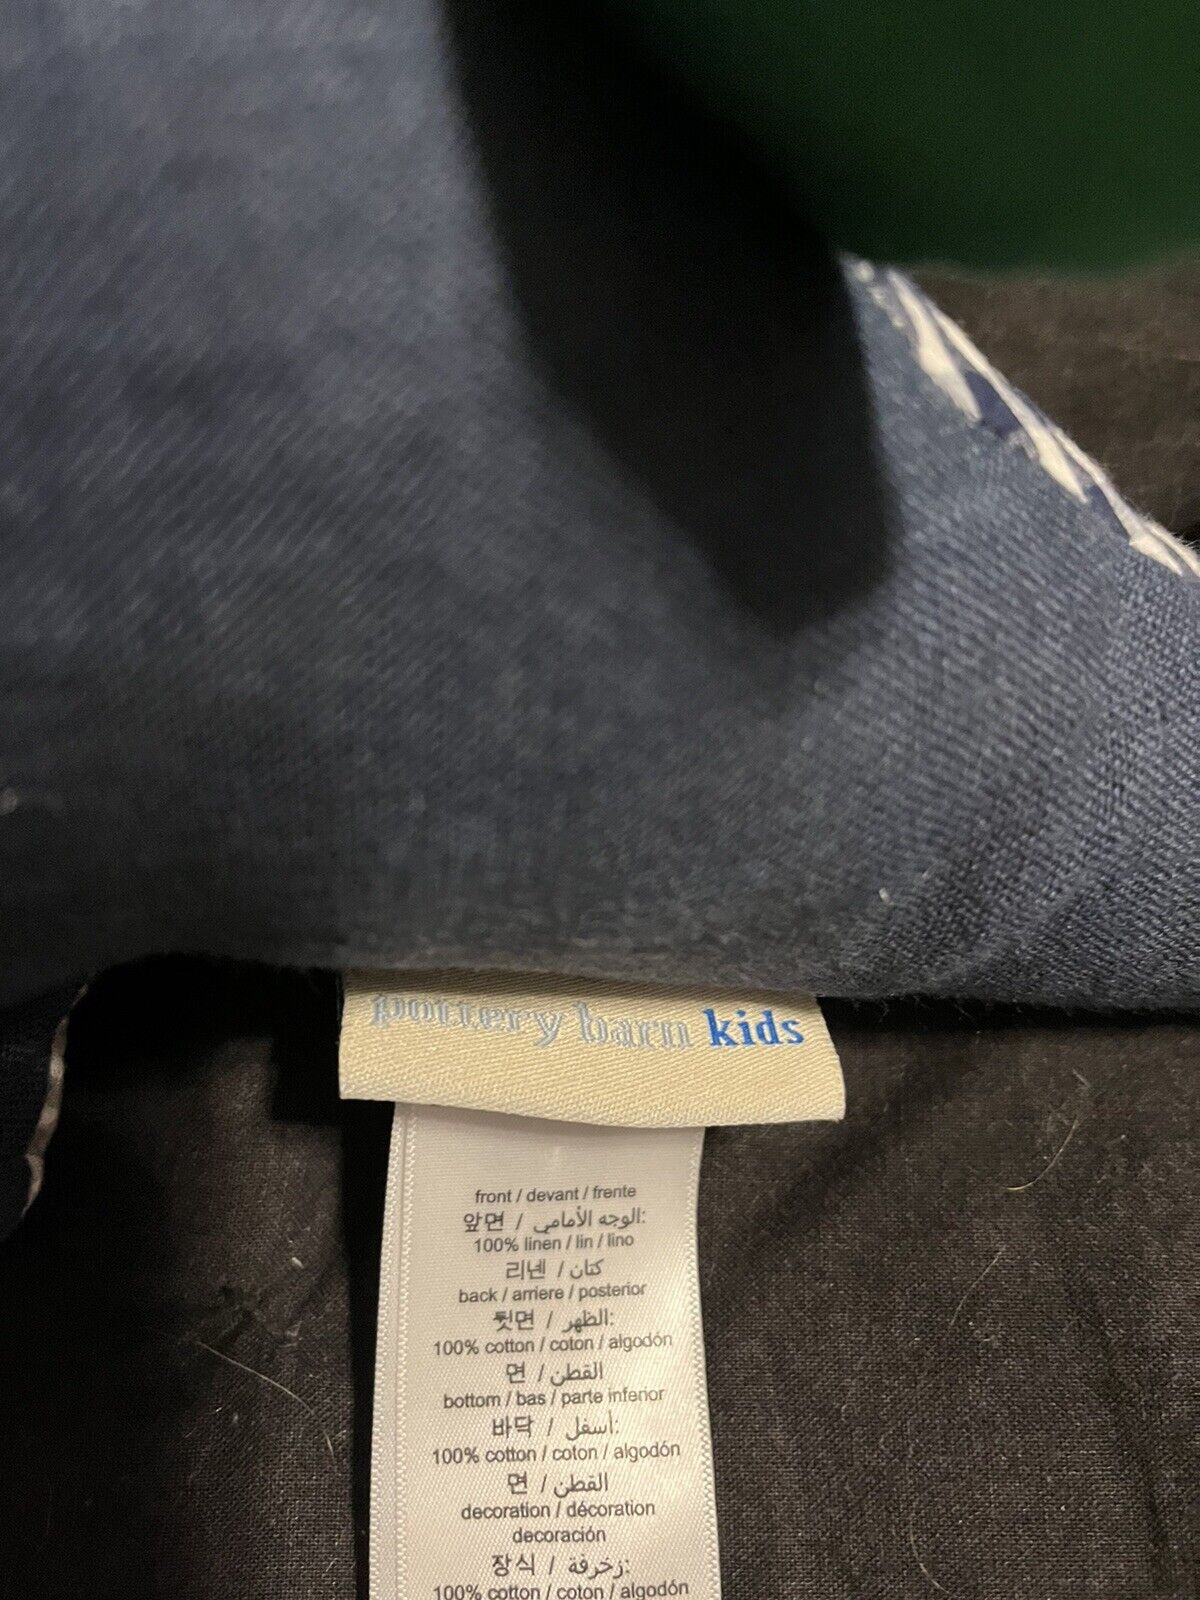 pottery barn kids
front / devant / frente
앞면 / الوجه الأمامي:
100% linen / lin / lino
리넨 / كتان
back / arriere / posterior
뒷면 / الظهر:
100% cotton / coton / algodón
면 / القطن
bottom / bas / parte inferior
바닥 / أسفل:
100% cotton / coton / algodón
면 / القطن
decoration / décoration
decoración
장식 / زخرفة:
100% cotton / coton / algodón